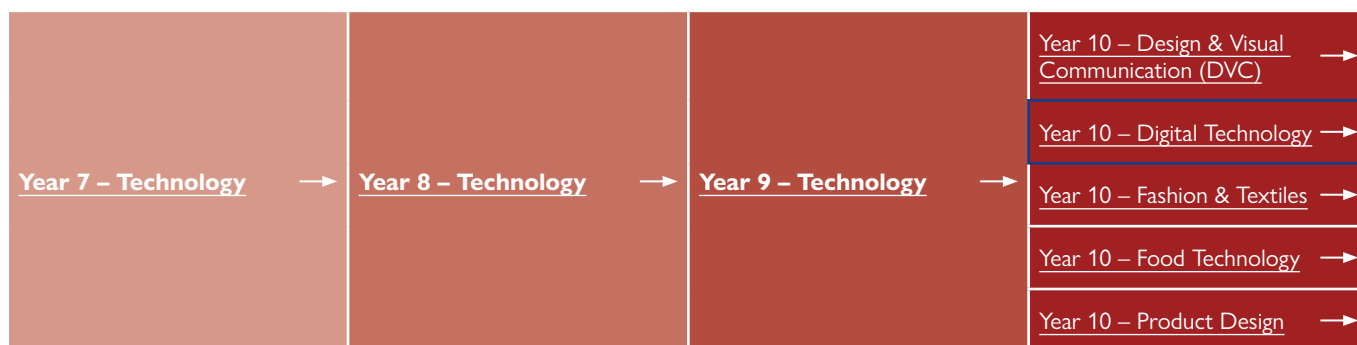 Year 7 – Technology
Year 8 – Technology
Year 9 – Technology
Year 10 – Design & Visual
Communication (DVC)
Year 10 – Digital Technology
Year 10 – Fashion & Textiles
Year 10 – Food Technology
Year 10 – Product Design